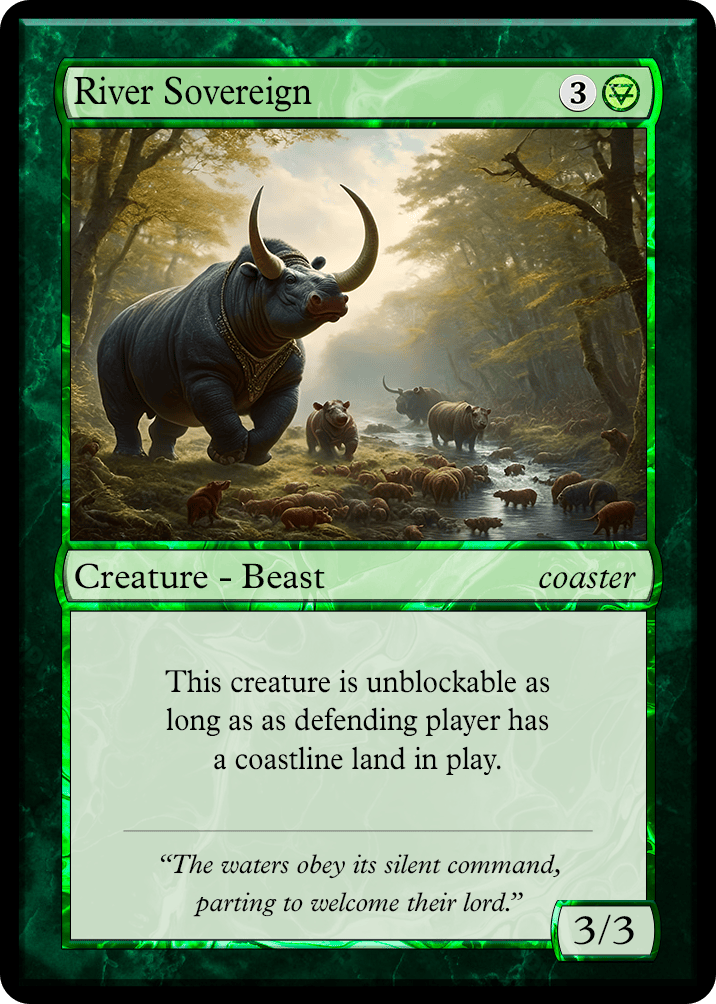 River Sovereign 3
Creature - Beast coaster
This creature is unblockable as
long as as defending player has
a coastline land in play.
“The waters obey its silent command,
parting to welcome their lord.”
3/3